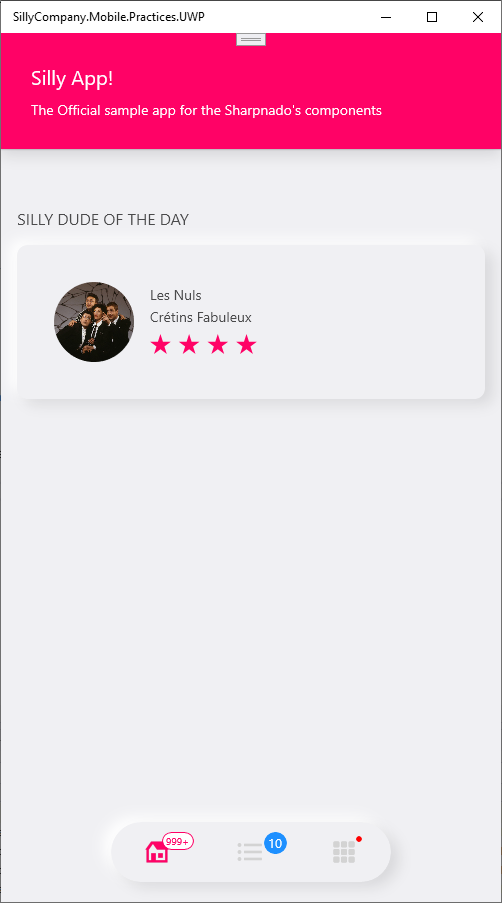 SillyCompany.Mobile.Practices.UWP
Silly App!
The Official sample app for the Sharpnado's components
SILLY DUDE OF THE DAY
Les Nuls
Crétins Fabuleux
999+
10